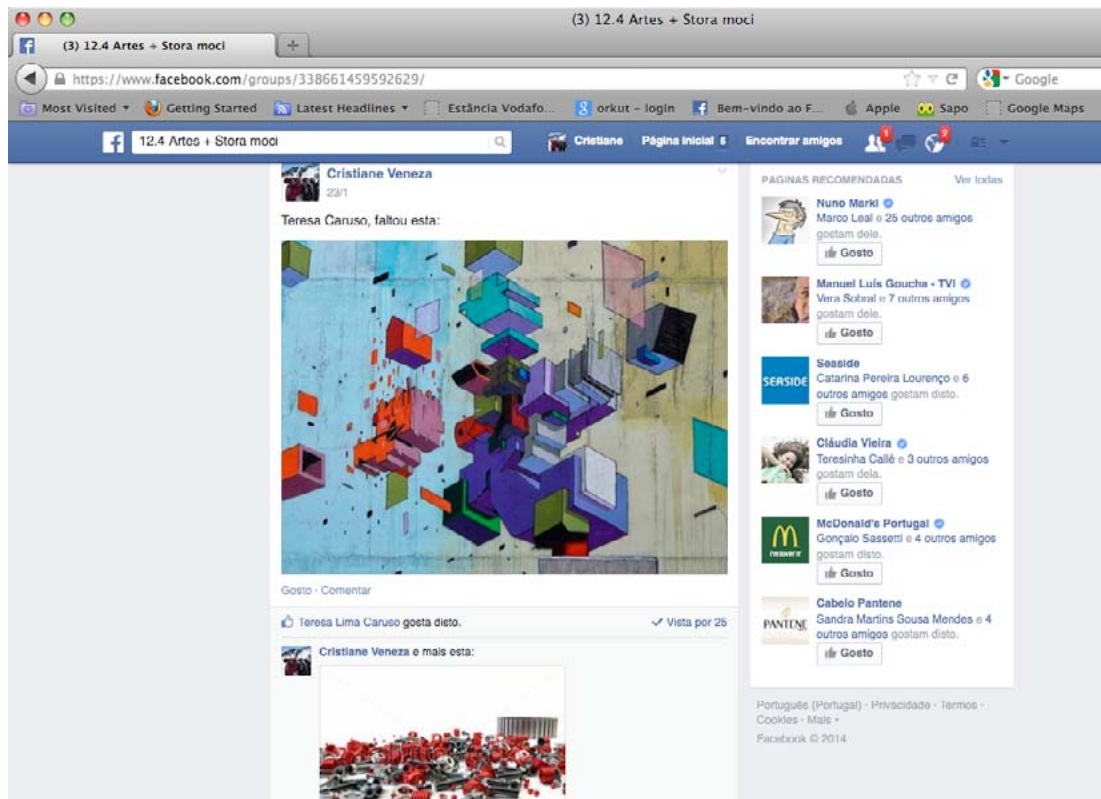 (3) 12.4 Artes + Stora moci
(3) 12.4 Artes + Stora moci
https://www.facebook.com/groups/338661459592629/
Google
Most Visited
Getting Started
Latest Headlines
Estância Vodafo...
orkut - login
Bem-vindo ao F...
Apple
Sapo
Google Maps
12.4 Artes + Stora moci
Cristiane
Página inicial 6
Encontrar amigos
1
2
Cristiane Veneza
23/1
Teresa Caruso, faltou esta:
Gosto · Comentar
Teresa Lima Caruso gosta disto.
Vista por 25
Cristiane Veneza e mais esta:
PÁGINAS RECOMENDADAS
Ver todas
Nuno Markl
Marco Leal e 25 outros amigos
gostam dele.
Gosto
Manuel Luís Goucha - TVI
Vera Sobral e 7 outros amigos
gostam dele.
Gosto
SEASIDE
Seaside
Catarina Pereira Lourenço e 6
outros amigos gostam disto.
Gosto
Cláudia Vieira
Teresinha Callé e 3 outros amigos
gostam dela.
Gosto
McDonald's Portugal
Gonçalo Sassetti e 4 outros amigos
gostam disto.
Gosto
PANTENE
Cabelo Pantene
Sandra Martins Sousa Mendes e 4
outros amigos gostam disto.
Gosto
Português (Portugal) · Privacidade · Termos ·
Cookies · Mais
Facebook © 2014